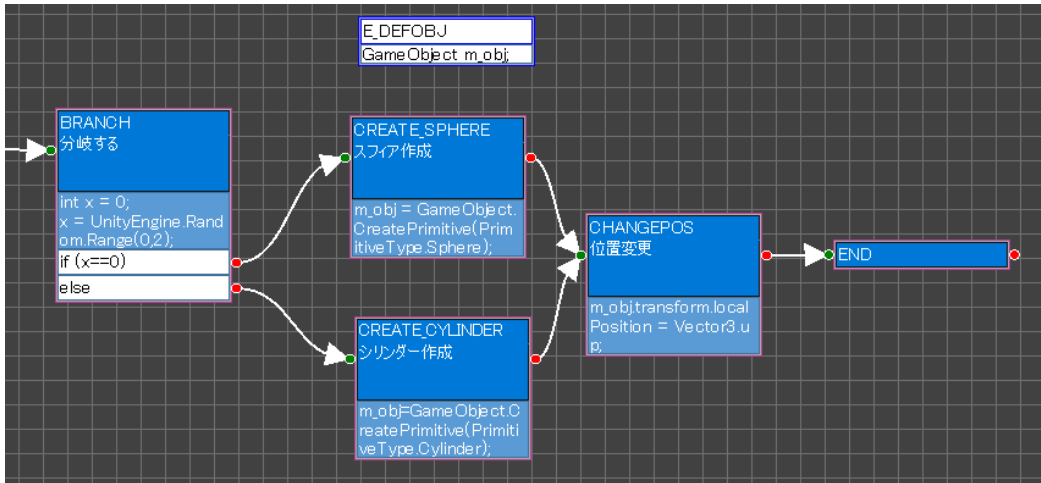 E_DEFOBJ
GameObject m_obj;
BRANCH
分岐する
int x = 0;
x = UnityEngine.Rand
om.Range(0,2);
if (x==0)
else
CREATE_SPHERE
スフィア作成
m_obj = GameObject.
CreatePrimitive(Prim
itiveType.Sphere);
CREATE_CYLINDER
シリンダー作成
m_obj=GameObject.C
reatePrimitive(Primiti
veType.Cylinder);
CHANGEPOS
位置変更
m_obj.transform.local
Position = Vector3.u
p;
END